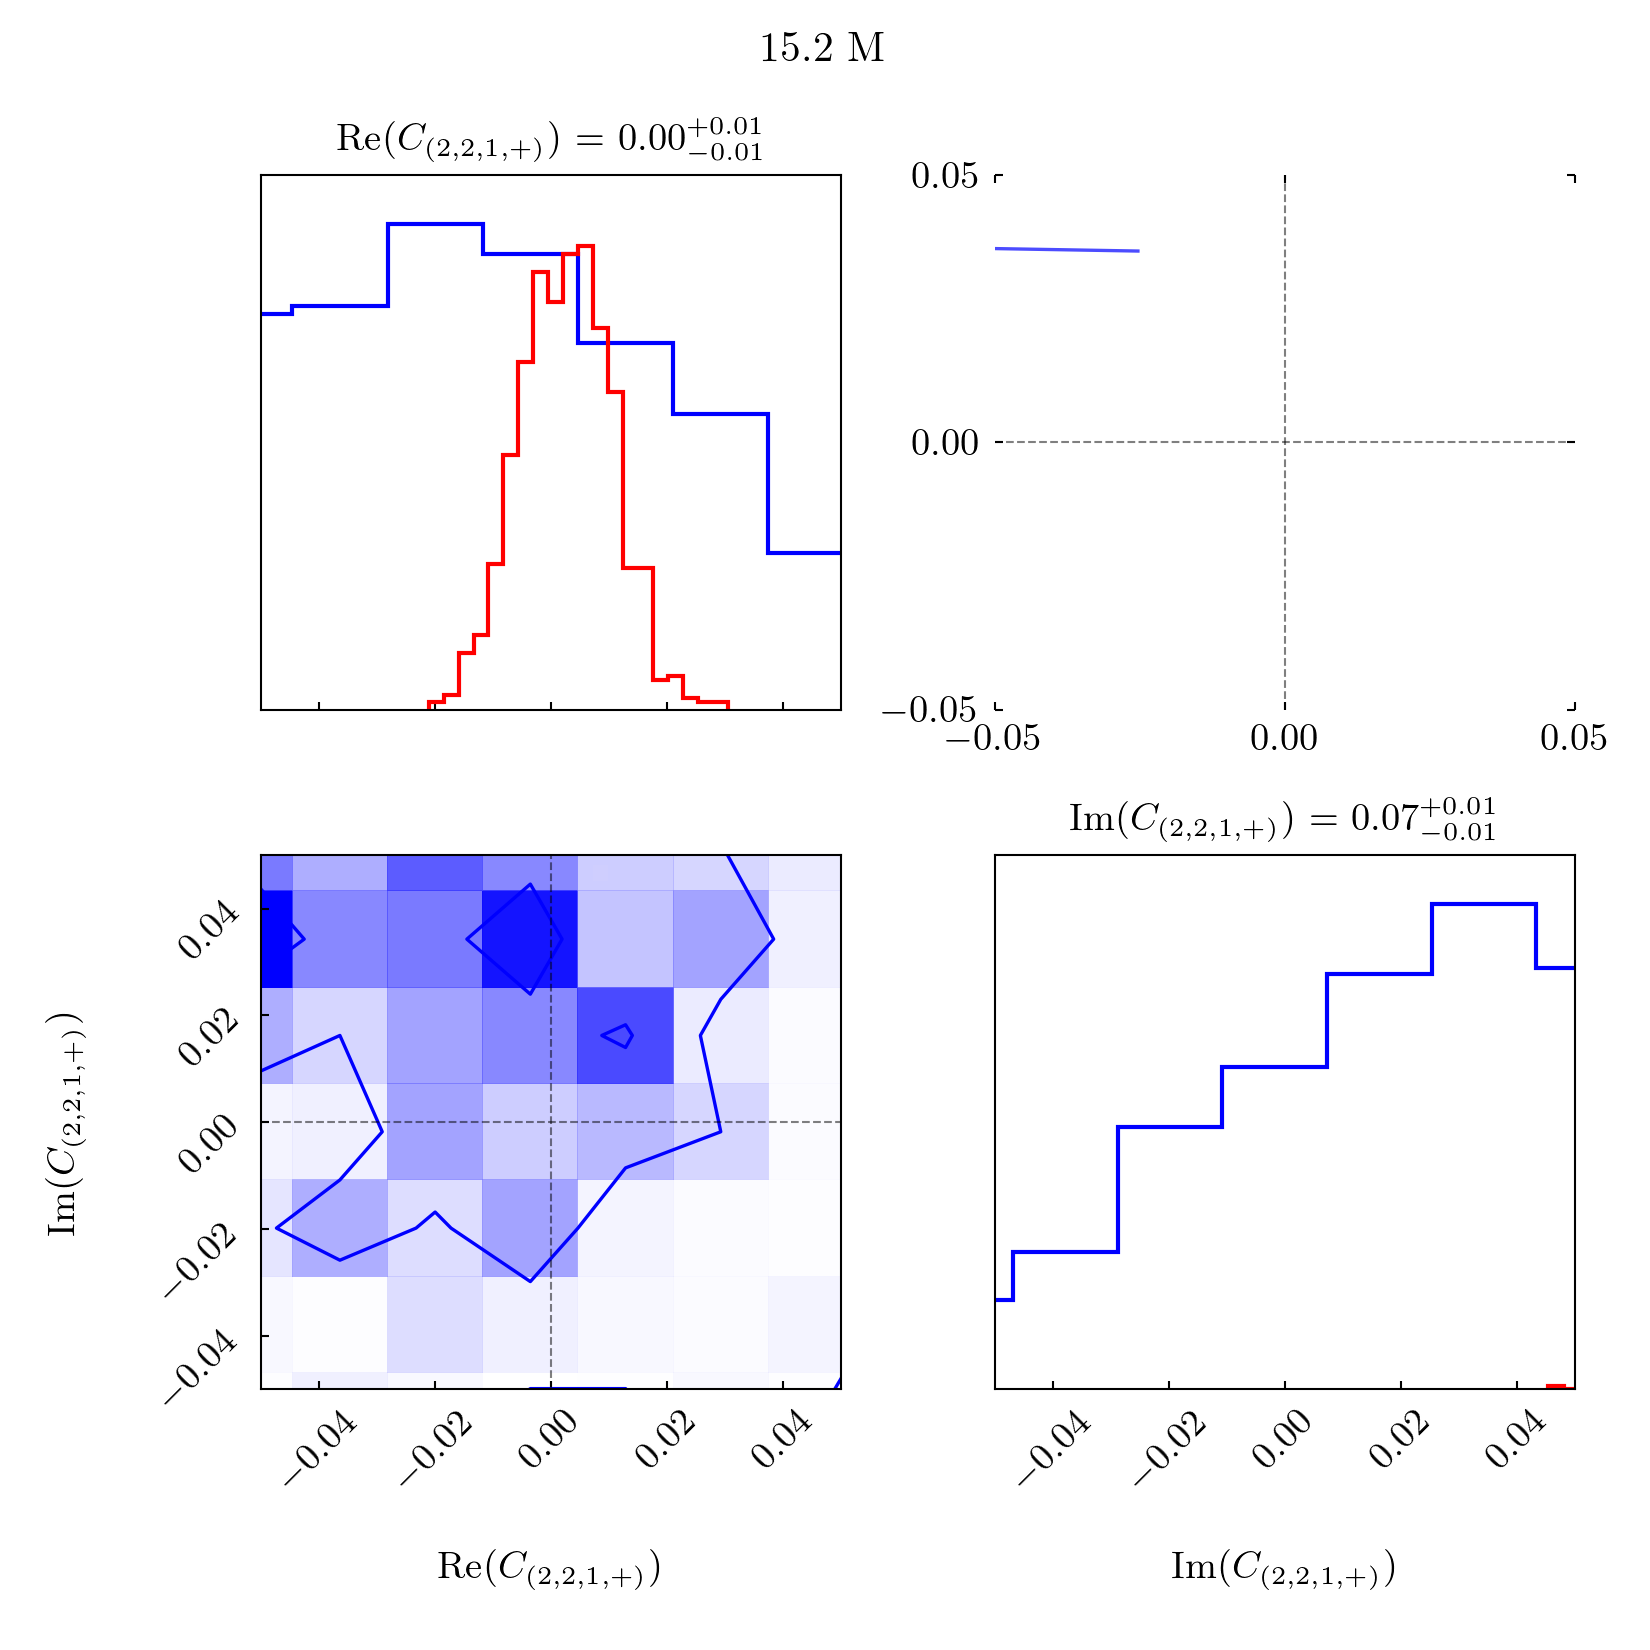 15.2 M
Re(C_(2,2,1,+)) = 0.00^{+0.01}_{−0.01}
0.05
0.00
−0.05
−0.05 0.00 0.05
Im(C_(2,2,1,+)) = 0.07^{+0.01}_{−0.01}
Im(C_(2,2,1,+))
0.04
0.02
0.00
−0.02
−0.04
−0.04 −0.02 0.00 0.02 0.04
−0.04 −0.02 0.00 0.02 0.04
Re(C_(2,2,1,+))
Im(C_(2,2,1,+))